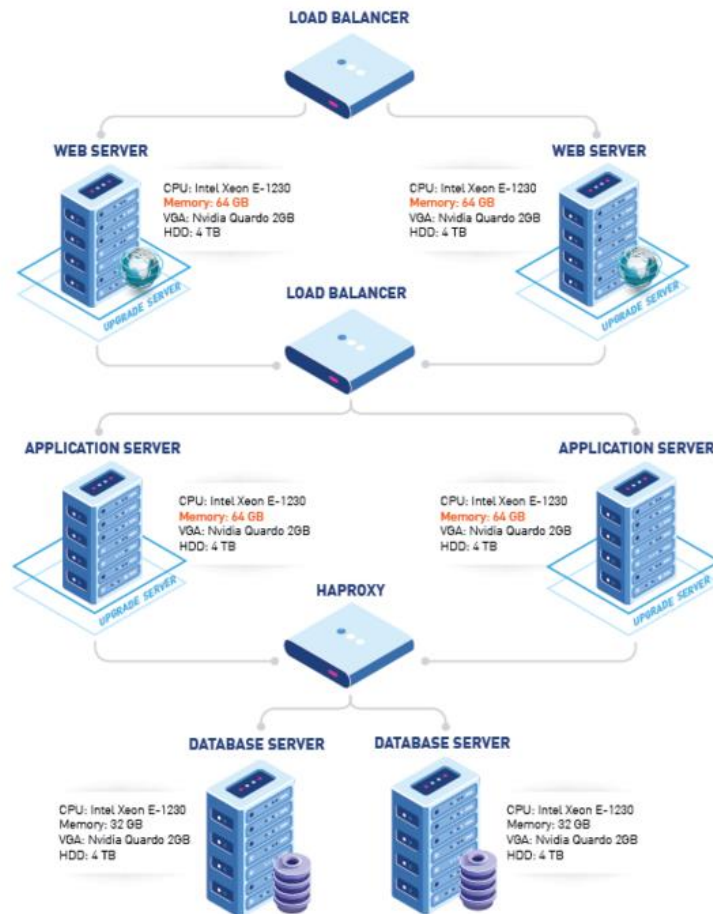 LOAD BALANCER
WEB SERVER
CPU: Intel Xeon E-1230
Memory: 64 GB
VGA: Nvidia Quardo 2GB
HDD: 4 TB
UPGRADE SERVER
WEB SERVER
CPU: Intel Xeon E-1230
Memory: 64 GB
VGA: Nvidia Quardo 2GB
HDD: 4 TB
UPGRADE SERVER
LOAD BALANCER
APPLICATION SERVER
CPU: Intel Xeon E-1230
Memory: 64 GB
VGA: Nvidia Quardo 2GB
HDD: 4 TB
UPGRADE SERVER
APPLICATION SERVER
CPU: Intel Xeon E-1230
Memory: 64 GB
VGA: Nvidia Quardo 2GB
HDD: 4 TB
UPGRADE SERVER
HAPROXY
DATABASE SERVER
CPU: Intel Xeon E-1230
Memory: 32 GB
VGA: Nvidia Quardo 2GB
HDD: 4 TB
DATABASE SERVER
CPU: Intel Xeon E-1230
Memory: 32 GB
VGA: Nvidia Quardo 2GB
HDD: 4 TB